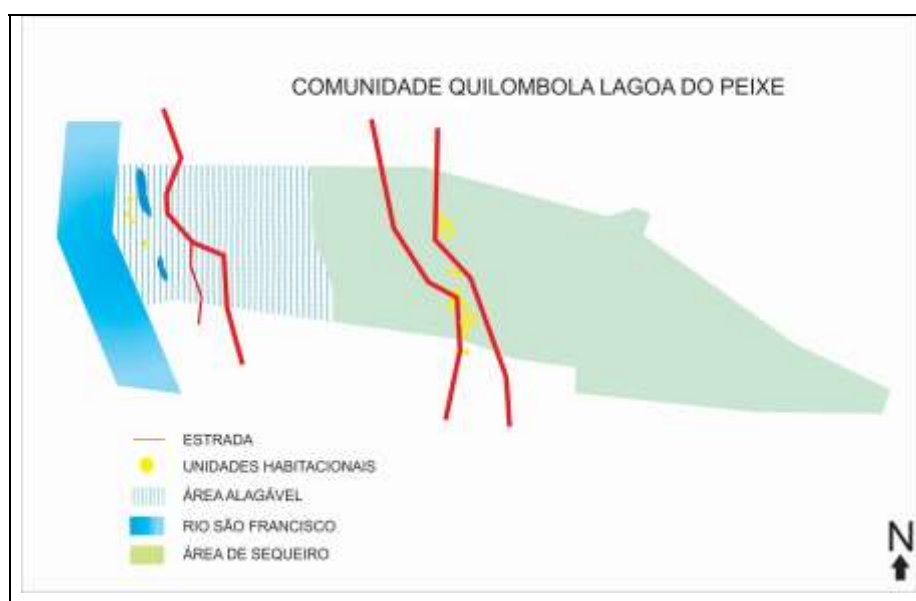 COMUNIDADE QUILOMBOLA LAGOA DO PEIXE
ESTRADA
UNIDADES HABITACIONAIS
ÁREA ALAGÁVEL
RIO SÃO FRANCISCO
ÁREA DE SEQUEIRO
N